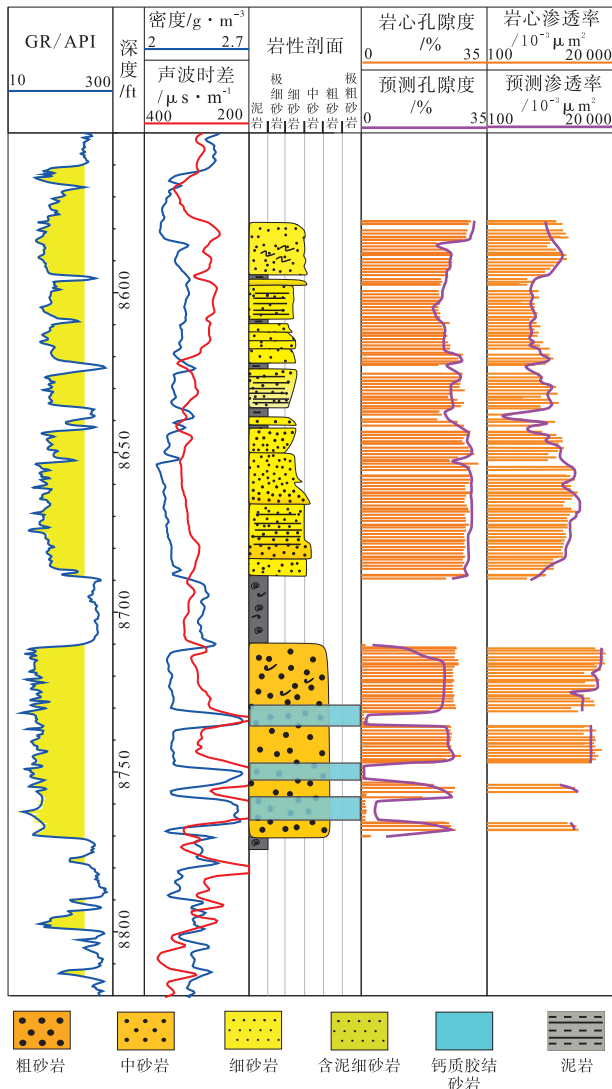 GR/API
10 300
深度/ft
密度/g·m⁻³
2 2.7
声波时差
/μs·m⁻¹
400 200
岩性剖面
泥岩
极细砂岩
细砂岩
中砂岩
粗砂岩
极粗砂岩
岩心孔隙度
/%
0 35
预测孔隙度
/%
0 35
岩心渗透率
/10⁻³μm²
100 20 000
预测渗透率
/10⁻³μm²
100 20 000
8600
8650
8700
8750
8800
粗砂岩 中砂岩 细砂岩 含泥细砂岩 钙质胶结 泥岩
砂岩